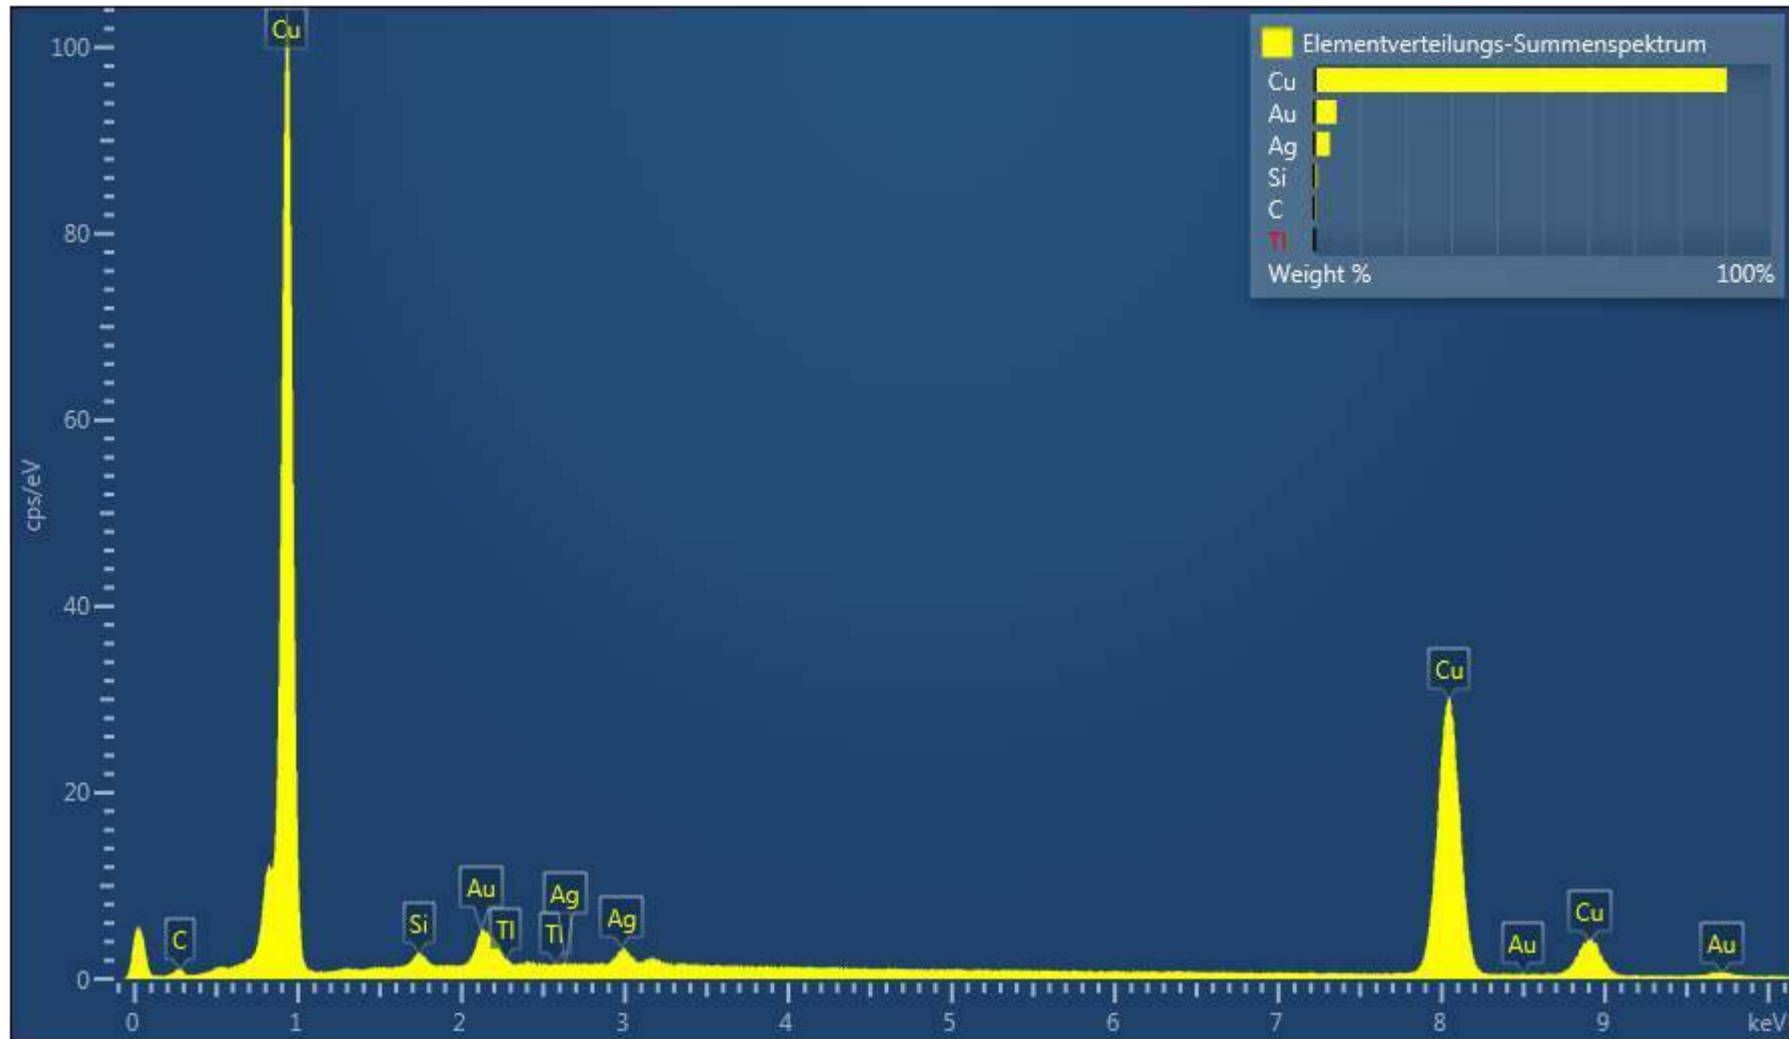 Elementverteilungs-Summenspektrum
Cu
Au
Ag
Si
C
Tl
Weight % 100%
cps/eV
100
80
60
40
20
0
Cu
C
Si
Au
Tl
Tl
Ag
Ag
Cu
Au
Cu
Au
0 1 2 3 4 5 6 7 8 9 keV